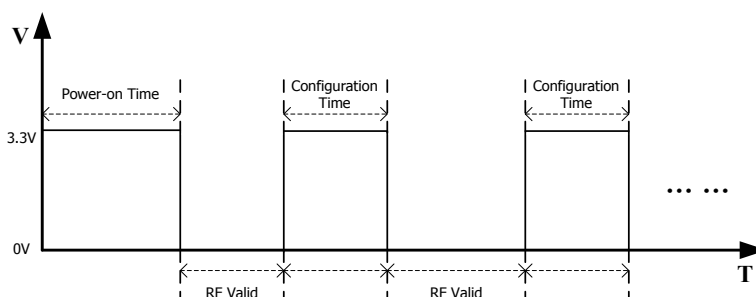 V
Power-on Time
Configuration
Time
Configuration
Time
3.3V
... ...
0V
T
RF Valid
RF Valid